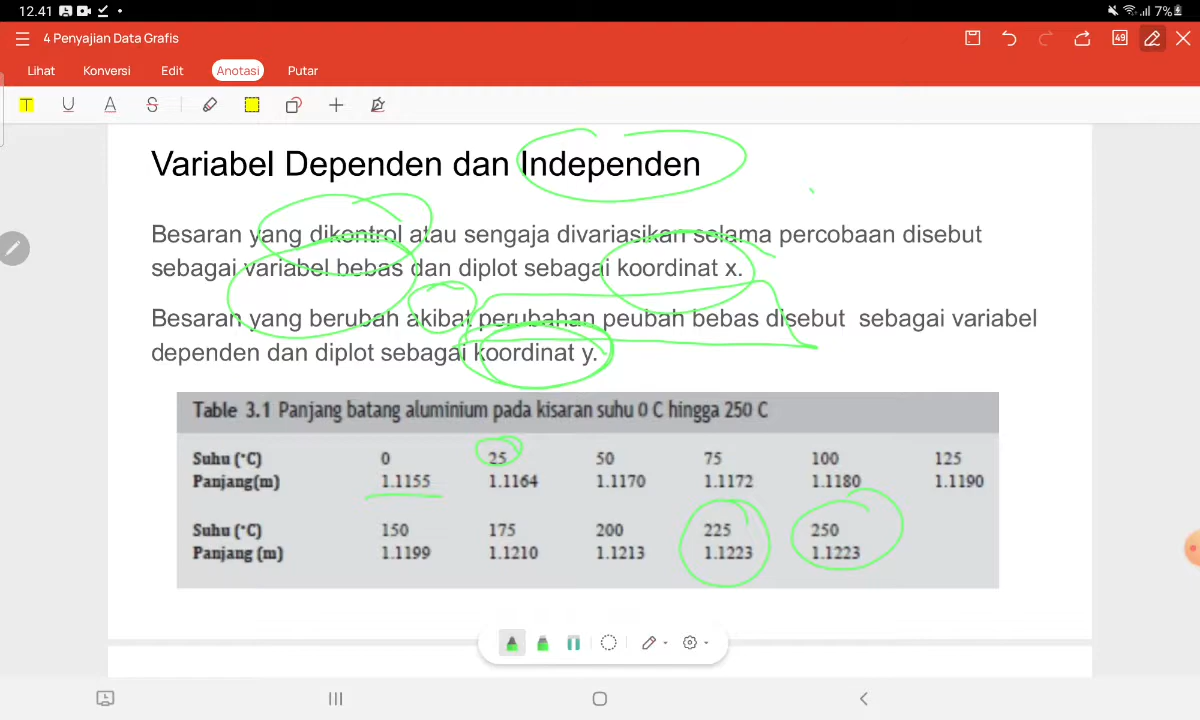 12.41
7%
4 Penyajian Data Grafis
49
Lihat Konversi Edit Anotasi Putar
T U A S
Variabel Dependen dan Independen
Besaran yang dikontrol atau sengaja divariasikan selama percobaan disebut
sebagai variabel bebas dan diplot sebagai koordinat x.
Besaran yang berubah akibat perubahan peubah bebas disebut sebagai variabel
dependen dan diplot sebagai koordinat y.
Table 3.1 Panjang batang aluminium pada kisaran suhu 0 C hingga 250 C
Suhu (°C) 0 25 50 75 100 125
Panjang(m) 1.1155 1.1164 1.1170 1.1172 1.1180 1.1190
Suhu (°C) 150 175 200 225 250
Panjang (m) 1.1199 1.1210 1.1213 1.1223 1.1223